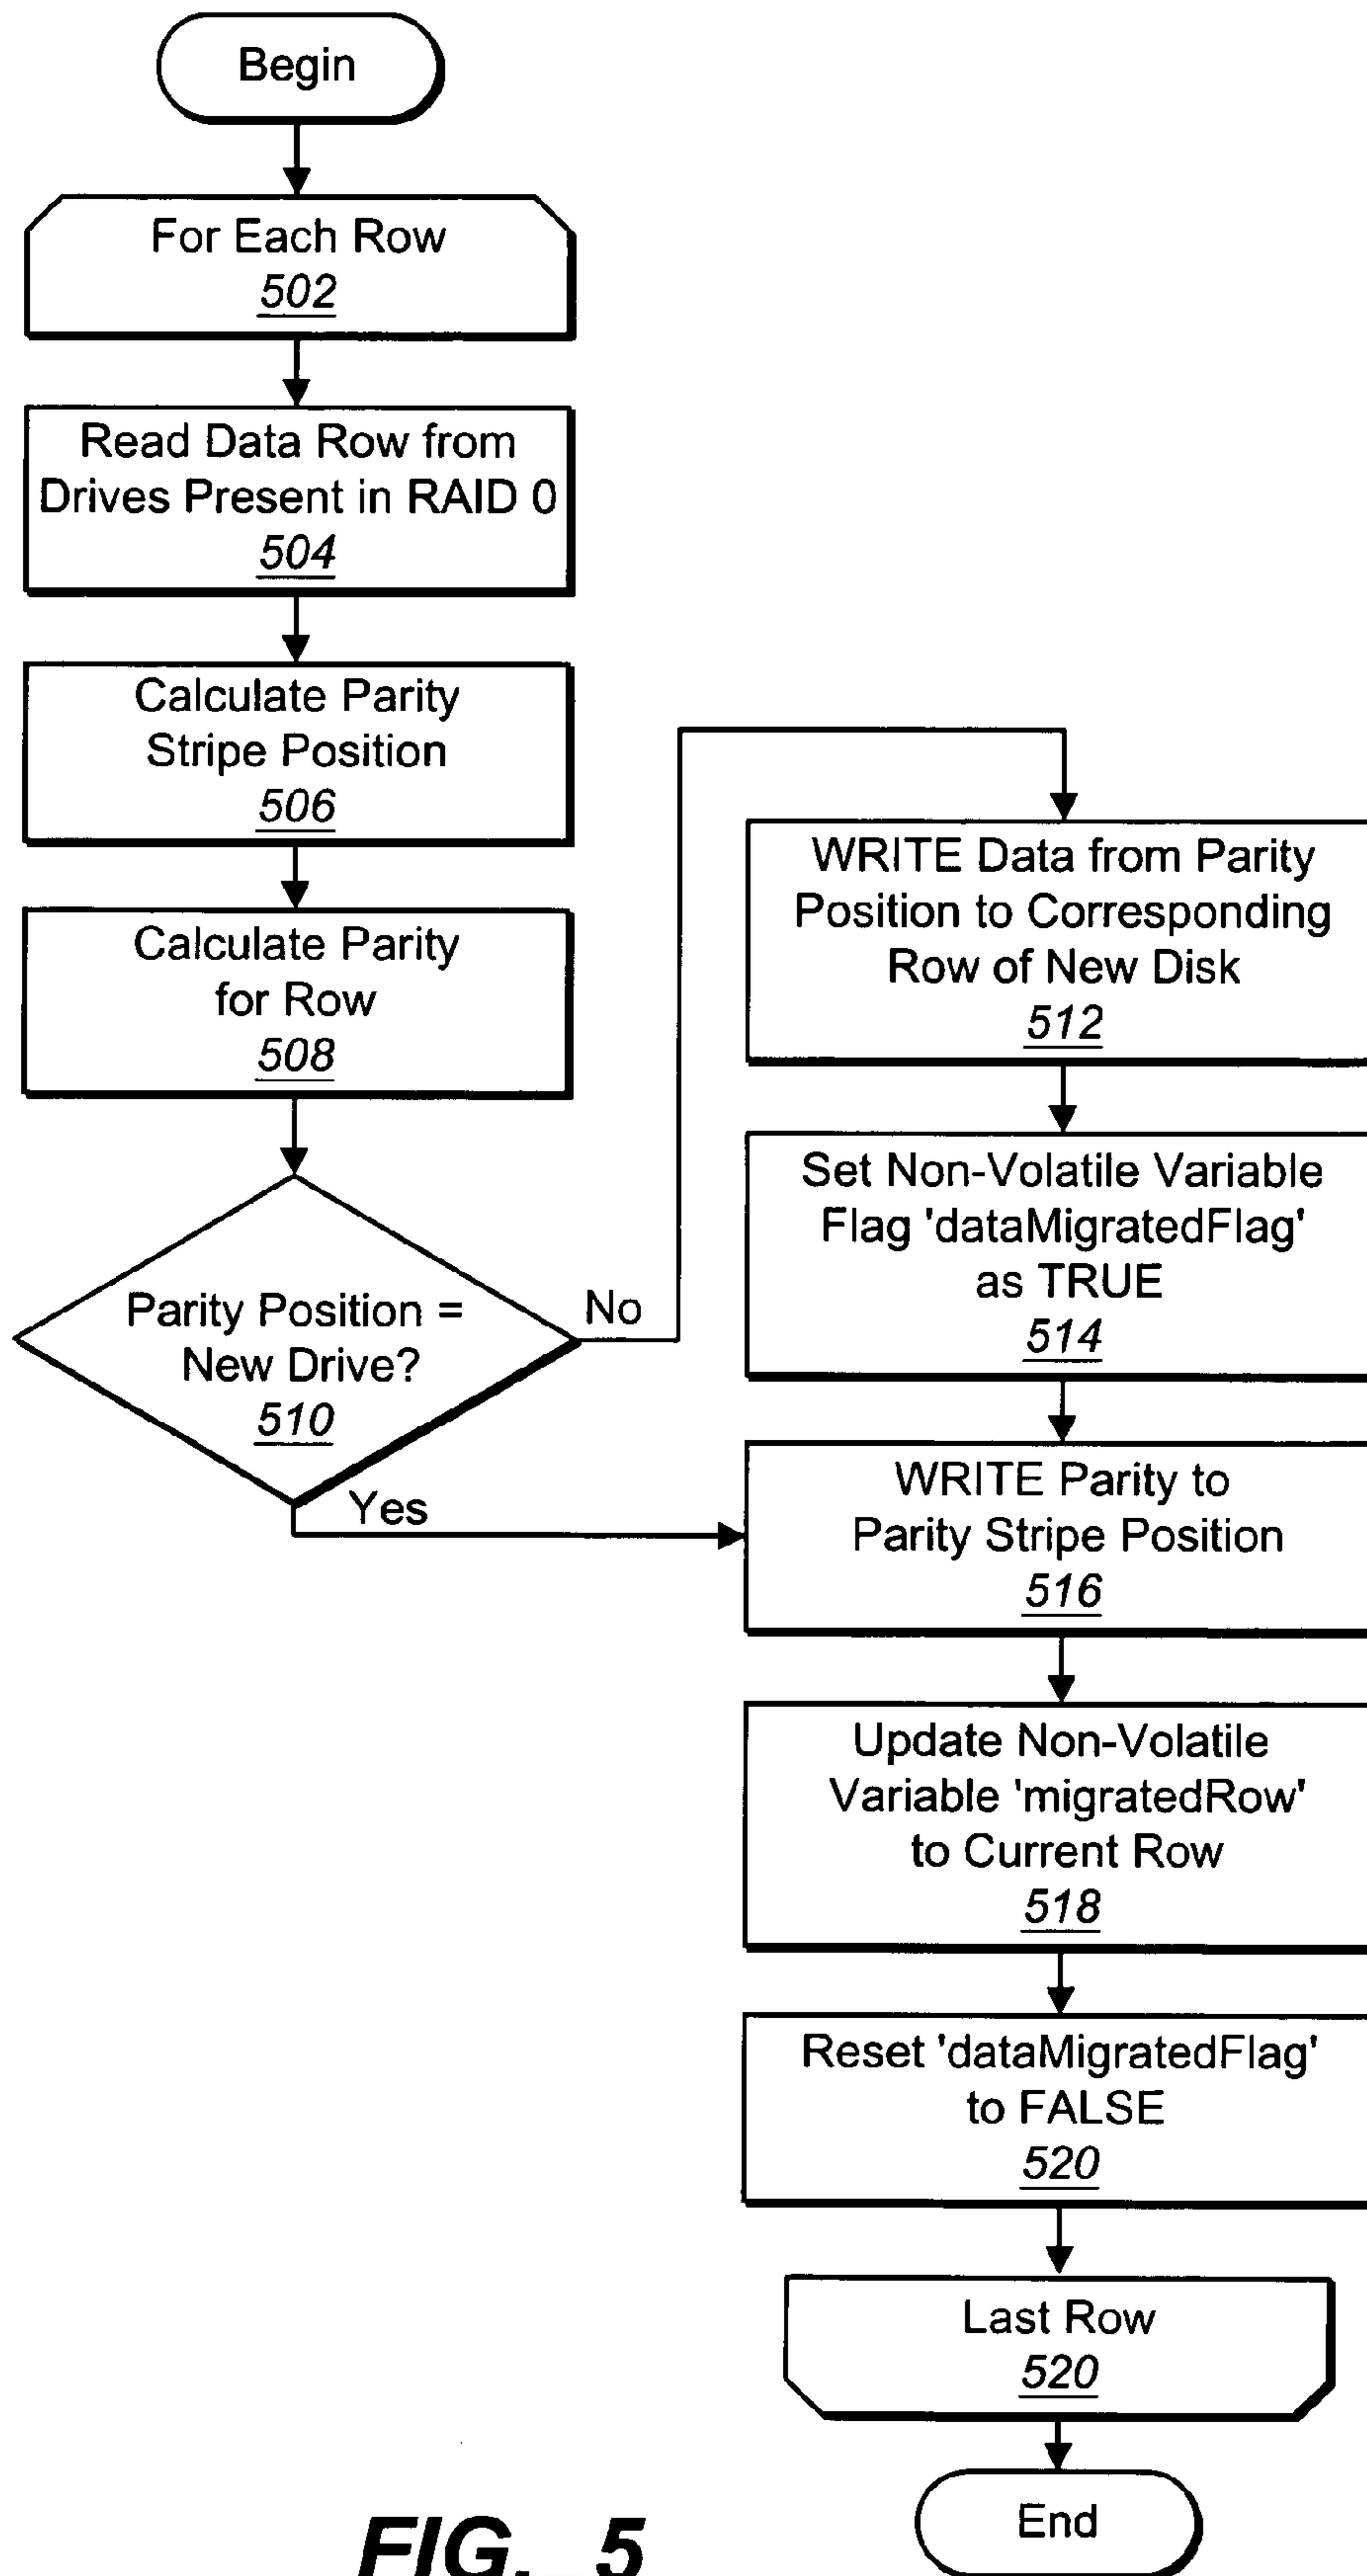 Begin
For Each Row
502
Read Data Row from
Drives Present in RAID 0
504
Calculate Parity
Stripe Position
506
Calculate Parity
for Row
508
Parity Position =
New Drive?
510
No
Yes
WRITE Data from Parity
Position to Corresponding
Row of New Disk
512
Set Non-Volatile Variable
Flag 'dataMigratedFlag'
as TRUE
514
WRITE Parity to
Parity Stripe Position
516
Update Non-Volatile
Variable 'migratedRow'
to Current Row
518
Reset 'dataMigratedFlag'
to FALSE
520
Last Row
520
End
FIG._5